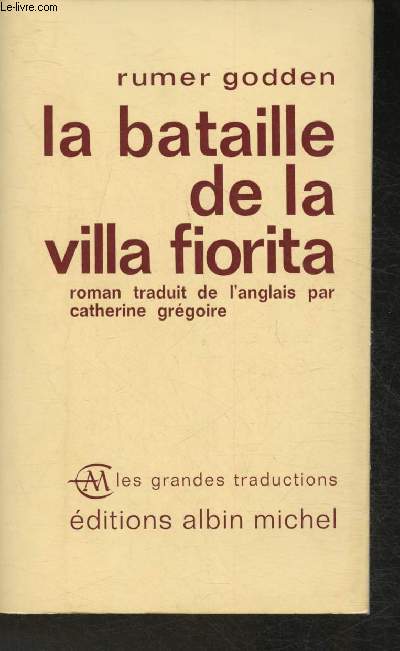 Le-livre.com
rumer godden
la bataille
de la
villa fiorita
roman traduit de l'anglais par
catherine grégoire
AM les grandes traductions
éditions albin michel